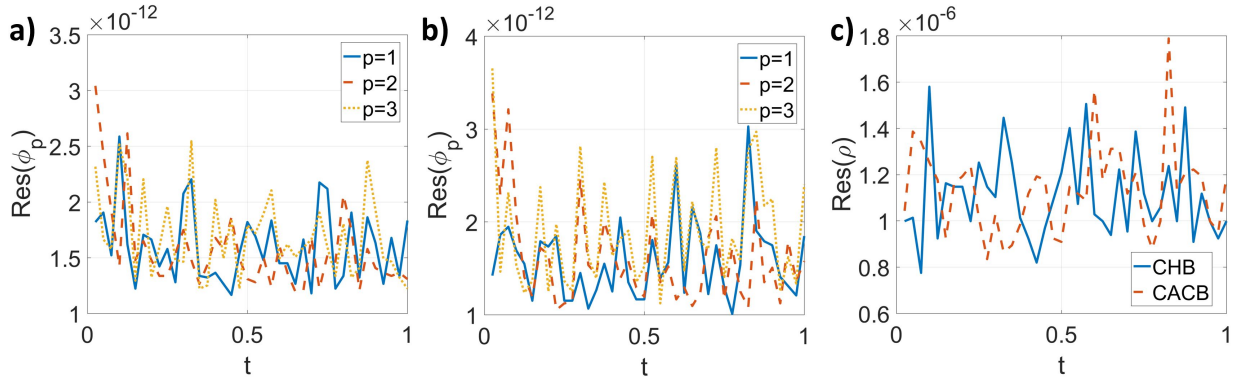 a)
×10⁻¹²
3.5
3
2.5
2
1.5
1
Res(ϕₚ)
0
0.5
1
t
p=1
p=2
p=3
b)
×10⁻¹²
4
3
2
1
Res(ϕₚ)
0
0.5
1
t
p=1
p=2
p=3
c)
×10⁻⁶
1.8
1.6
1.4
1.2
1
0.8
0.6
Res(ρ)
0
0.5
1
t
CHB
CACB